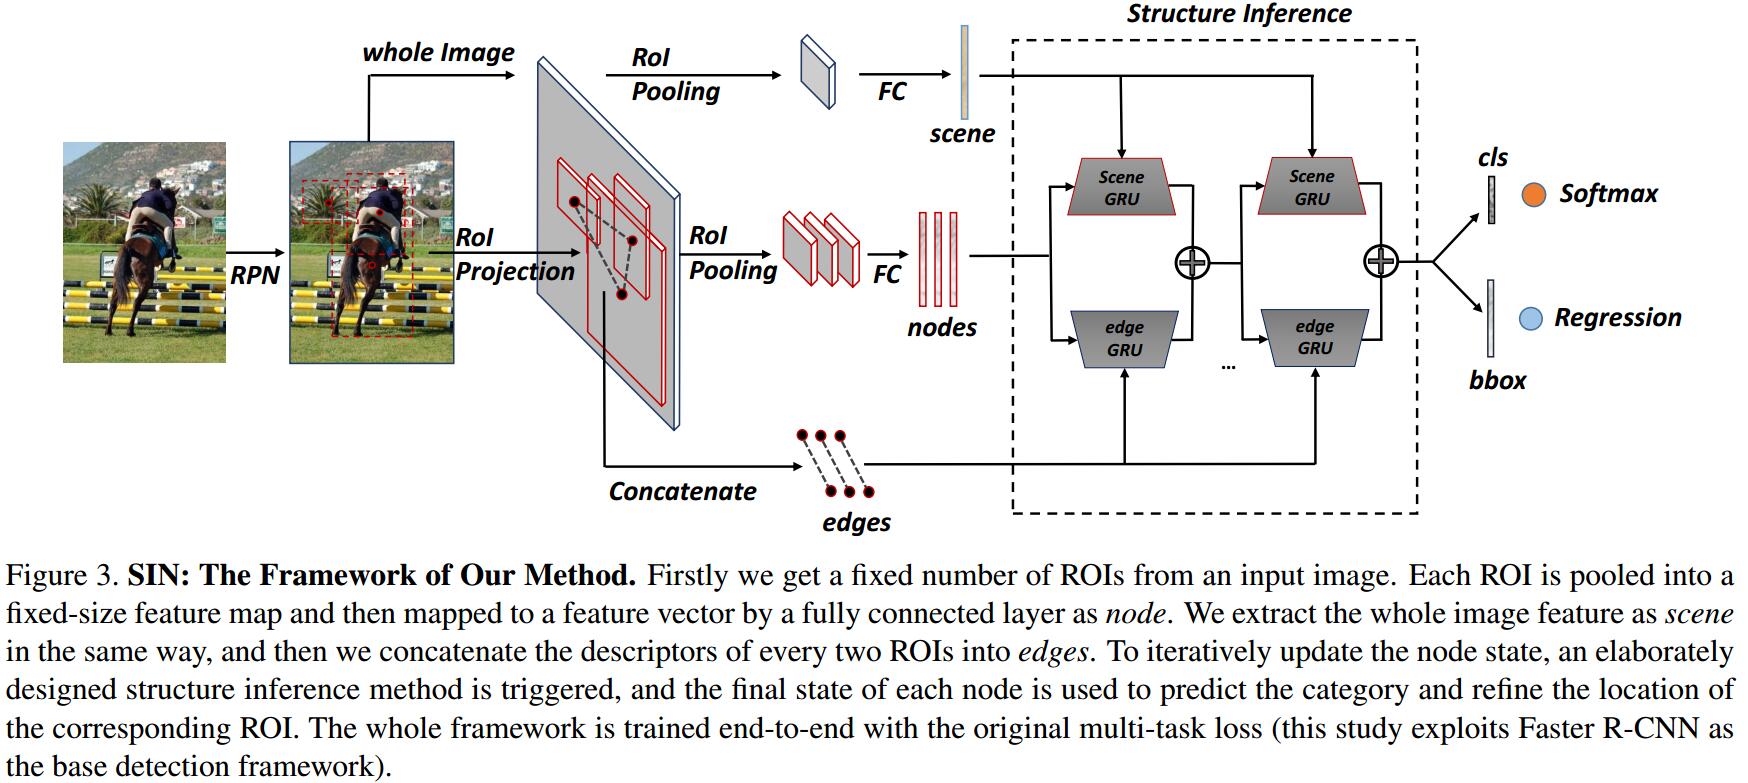 Structure Inference
whole Image
RoI
Pooling
FC
scene
Scene
GRU
Scene
GRU
cls
Softmax
RPN
RoI
Projection
RoI
Pooling
FC
nodes
edge
GRU
edge
GRU
...
Regression
bbox
Concatenate
edges
Figure 3. SIN: The Framework of Our Method. Firstly we get a fixed number of ROIs from an input image. Each ROI is pooled into a
fixed-size feature map and then mapped to a feature vector by a fully connected layer as node. We extract the whole image feature as scene
in the same way, and then we concatenate the descriptors of every two ROIs into edges. To iteratively update the node state, an elaborately
designed structure inference method is triggered, and the final state of each node is used to predict the category and refine the location of
the corresponding ROI. The whole framework is trained end-to-end with the original multi-task loss (this study exploits Faster R-CNN as
the base detection framework).